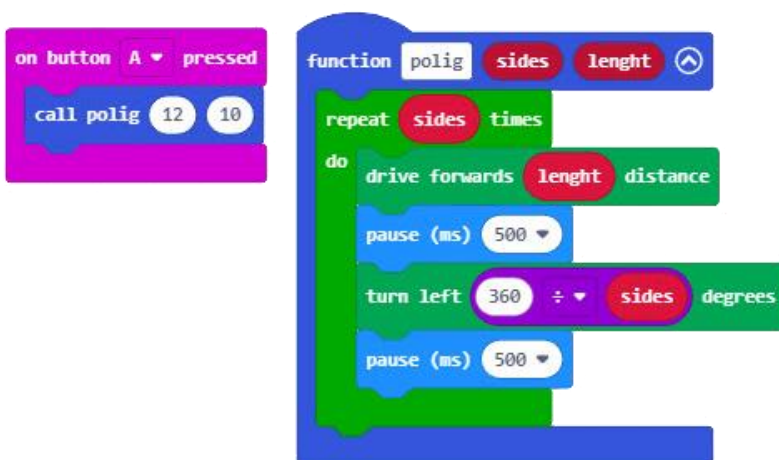 on button A pressed
call polig 12 10
function polig sides lenght
repeat sides times
do
drive forwards lenght distance
pause (ms) 500
turn left 360 ÷ sides degrees
pause (ms) 500